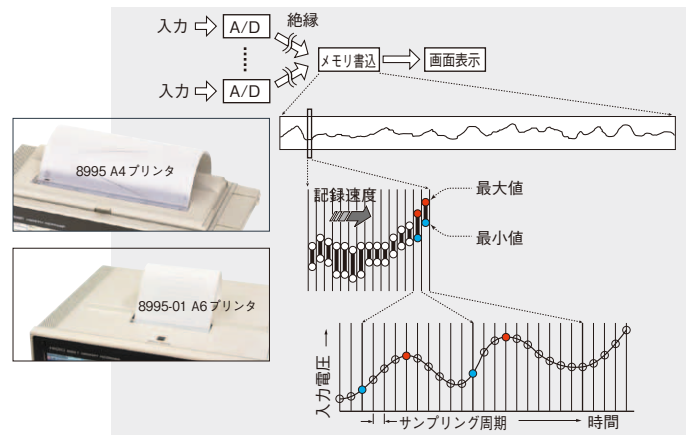 入力 A/D 絶縁
メモリ書込 画面表示
入力 A/D
8995 A4プリンタ
記録速度
最大値
最小値
8995-01 A6プリンタ
入力電圧
サンプリング周期
時間